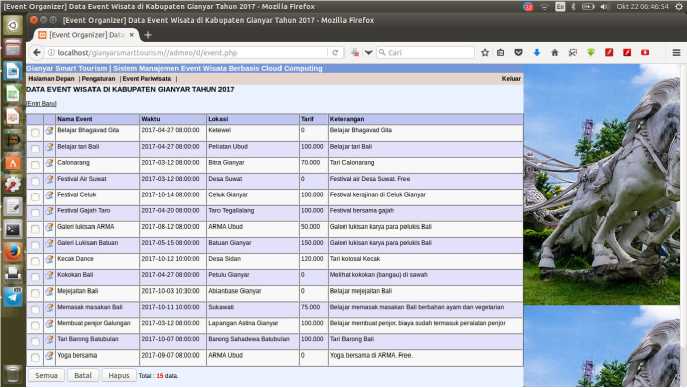 [Event Organizer] Data Event Wisata di Kabupaten Gianyar Tahun 2017 - Mozilla Firefox
En
Okt 22 06:46:54
[Event Organizer] Data Event Wisata di Kabupaten Gianyar Tahun 2017 - Mozilla Firefox
[Event Organizer] Data
localhost/gianyarsmarttourism//admeo/d/event.php
Cari
Gianyar Smart Tourism | Sistem Manajemen Event Wisata Berbasis Cloud Computing
Halaman Depan | Pengaturan | Event Pariwisata | Keluar
DATA EVENT WISATA DI KABUPATEN GIANYAR TAHUN 2017
[Entri Baru]
Nama Event Waktu Lokasi Tarif Keterangan
Belajar Bhagavad Gita 2017-04-27 08:00:00 Ketewel 0 Belajar Bhagavad Gita
Belajar tari Bali 2017-04-27 08:00:00 Peliatan Ubud 100.000 Belajar tari Bali
Calonarang 2017-03-12 08:00:00 Bitra Gianyar 70.000 Tari Calonarang
Festival Air Suwat 2017-03-12 08:00:00 Desa Suwat 0 Festival air Desa Suwat. Free
Festival Celuk 2017-10-14 08:00:00 Celuk Gianyar 100.000 Festival kerajinan di Celuk Gianyar
Festival Gajah Taro 2017-04-20 08:00:00 Taro Tegallalang 100.000 Festival bersama gajah
Galeri lukisan ARMA 2017-08-12 08:00:00 ARMA Ubud 50.000 Galeri lukisan karya para pelukis Bali
Galeri Lukisan Batuan 2017-05-15 08:00:00 Batuan Gianyar 150.000 Galeri lukisan karya para pelukis Bali
Kecak Dance 2017-10-12 08:00:00 Desa Sidan 120.000 Tari kolosal Kecak
Kokokan Bali 2017-04-27 08:00:00 Petulu Gianyar 0 Melihat kokokan (bangau) di sawah
Mejejaitan Bali 2017-10-03 10:30:00 Abianbase Gianyar 0 Belajar mejejaitan Bali
Memasak masakan Bali 2017-10-11 10:00:00 Sukawati 75.000 Belajar memasak masakan Bali berbahan ayam dan vegetarian
Membuat penjor Galungan 2017-03-12 08:00:00 Lapangan Astina Gianyar 100.000 Belajar membuat penjor, biaya sudah termasuk peralatan penjor
Tari Barong Batubulan 2017-10-07 08:00:00 Barong Sahadewa Batubulan 100.000 Tari Barong Bali
Yoga bersama 2017-09-07 08:00:00 ARMA Ubud 0 Yoga bersama di ARMA. Free.
Semua Batal Hapus Total : 15 data.